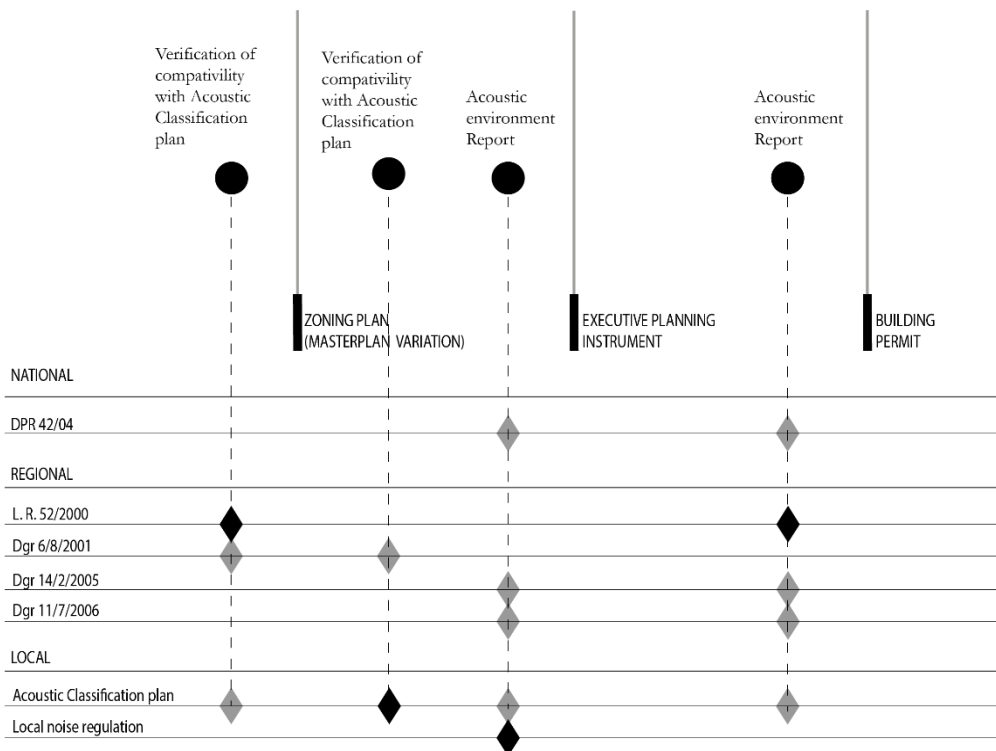 Verification of
compativility
with Acoustic
Classification
plan
Verification of
compativility
with Acoustic
Classification
plan
Acoustic
environment
Report
Acoustic
environment
Report
ZONING PLAN
(MASTERPLAN VARIATION)
EXECUTIVE PLANNING
INSTRUMENT
BUILDING
PERMIT
NATIONAL
DPR 42/04
REGIONAL
L. R. 52/2000
Dgr 6/8/2001
Dgr 14/2/2005
Dgr 11/7/2006
LOCAL
Acoustic Classification plan
Local noise regulation